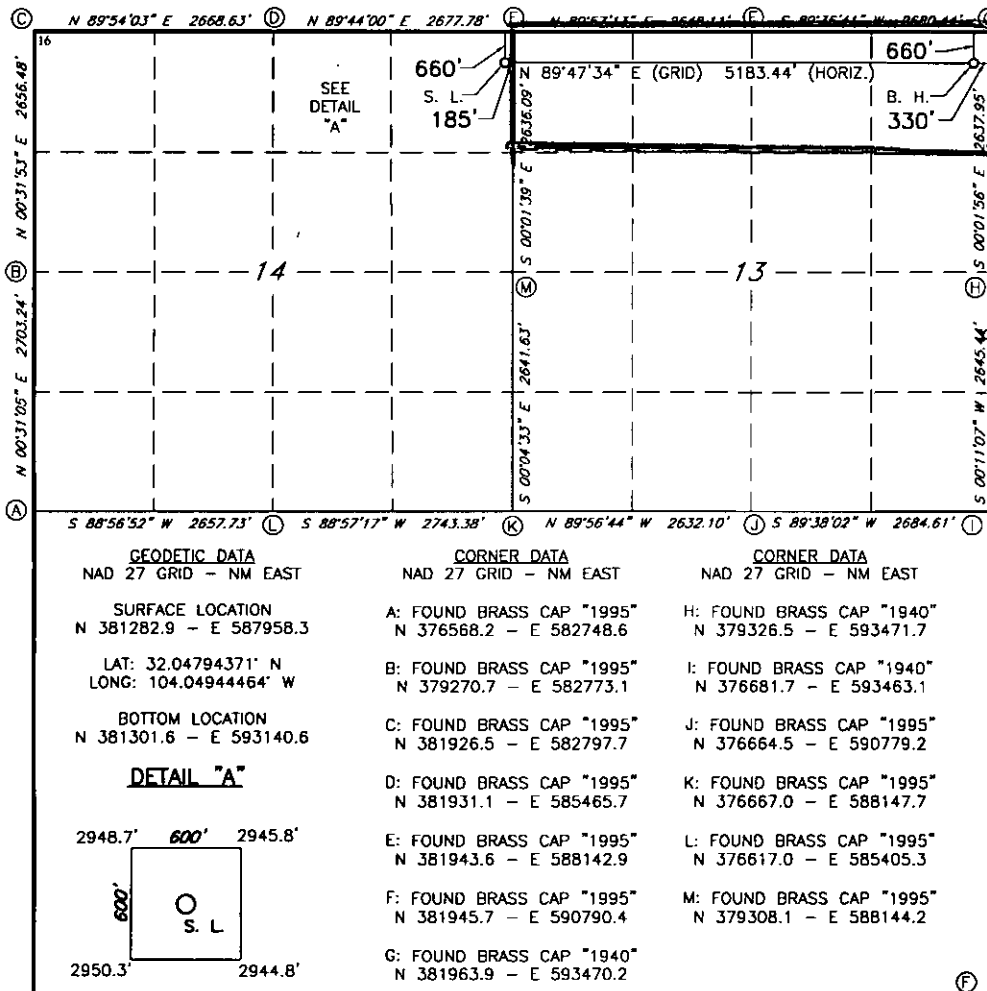 C N 89°54'03" E 2668.63' D N 89°44'00" E 2677.78' E N 89°57'13" E 2648.11' F S 89°36'41" W 2680.44' G
16
N 00°31'53" E 2656.48'
SEE
DETAIL
"A"
660'
S. L.
185'
N 89°47'34" E (GRID) 5183.44' (HORIZ.)
660'
B. H.
330'
S 00°01'39" E 2636.09'
S 00°01'56" E 2637.95'
B 14 M 13 H
N 00°31'05" E 2703.24'
S 00°04'33" E 2641.63'
S 00°11'07" W 2645.44'
A S 88°56'52" W 2657.73' L S 88°57'17" W 2743.38' K N 89°56'44" W 2632.10' J S 89°38'02" W 2684.61' I
GEODETIC DATA
NAD 27 GRID – NM EAST
SURFACE LOCATION
N 381282.9 – E 587958.3
LAT: 32.04794371° N
LONG: 104.04944464° W
BOTTOM LOCATION
N 381301.6 – E 593140.6
DETAIL "A"
2948.7' 600' 2945.8'
600'
S. L.
2950.3' 2944.8'
CORNER DATA
NAD 27 GRID – NM EAST
A: FOUND BRASS CAP "1995"
N 376568.2 – E 582748.6
B: FOUND BRASS CAP "1995"
N 379270.7 – E 582773.1
C: FOUND BRASS CAP "1995"
N 381926.5 – E 582797.7
D: FOUND BRASS CAP "1995"
N 381931.1 – E 585465.7
E: FOUND BRASS CAP "1995"
N 381943.6 – E 588142.9
F: FOUND BRASS CAP "1995"
N 381945.7 – E 590790.4
G: FOUND BRASS CAP "1940"
N 381963.9 – E 593470.2
CORNER DATA
NAD 27 GRID – NM EAST
H: FOUND BRASS CAP "1940"
N 379326.5 – E 593471.7
I: FOUND BRASS CAP "1940"
N 376681.7 – E 593463.1
J: FOUND BRASS CAP "1995"
N 376664.5 – E 590779.2
K: FOUND BRASS CAP "1995"
N 376667.0 – E 588147.7
L: FOUND BRASS CAP "1995"
N 376617.0 – E 585405.3
M: FOUND BRASS CAP "1995"
N 379308.1 – E 588144.2
F